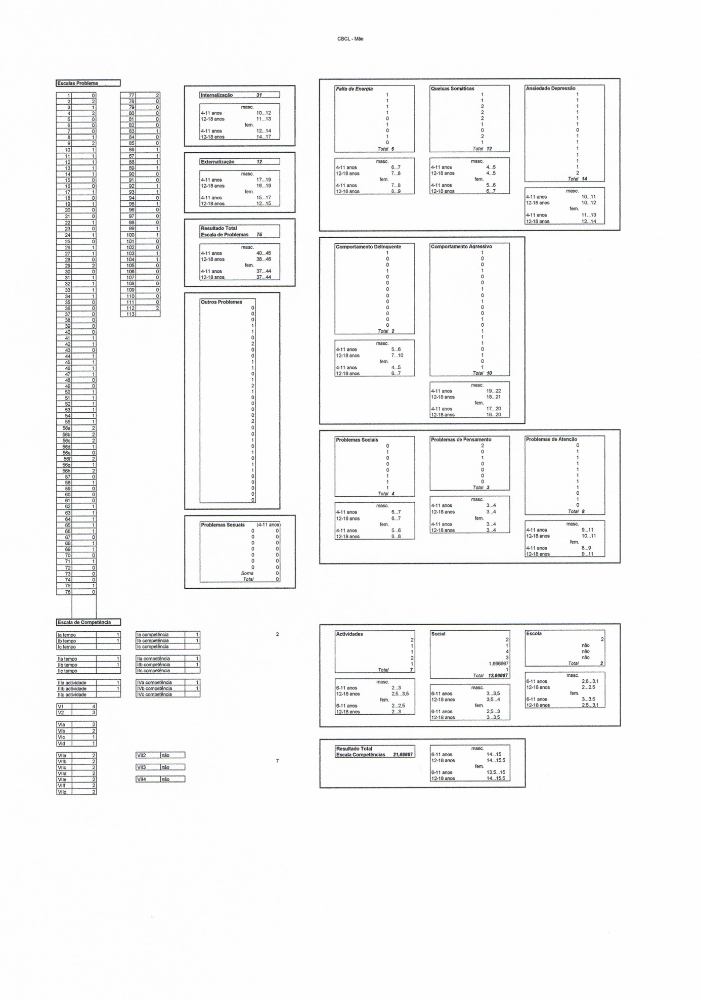 CBCL - Mãe
Escalas Problema
1 0
2 2
3 1
4 2
5 0
6 0
7 0
8 1
9 2
10 1
11 1
12 1
13 1
14 1
15 0
16 0
17 1
18 0
19 1
20 0
21 0
22 1
23 0
24 1
25 0
26 1
27 1
28 0
29 2
30 0
31 1
32 1
33 1
34 1
35 0
36 0
37 0
38 0
39 0
40 0
41 1
42 1
43 0
44 1
45 1
46 1
47 1
48 0
49 0
50 1
51 1
52 1
53 1
54 1
55 1
56a 2
56b 2
56c 2
56d 1
56e 0
56f 2
56g 1
56h 2
57 0
58 1
59 0
60 0
61 0
62 1
63 1
64 1
65 1
66 1
67 0
68 1
69 1
70 0
71 1
72 0
73 0
74 0
75 1
76 0
77 2
78 0
79 0
80 0
81 0
82 0
83 1
84 0
85 0
86 1
87 1
88 1
89 1
90 0
91 0
92 1
93 1
94 0
95 1
96 0
97 0
98 0
99 1
100 1
101 0
102 0
103 1
104 1
105 0
106 0
107 0
108 0
109 0
110 0
111 0
112 2
113
Internalização 31
masc.
4-11 anos 10...12
12-18 anos 11...13
fem.
4-11 anos 12...14
12-18 anos 14...17
Externalização 12
masc.
4-11 anos 17...19
12-18 anos 16...19
fem.
4-11 anos 15...17
12-18 anos 12...15
Resultado Total
Escala de Problemas 75
masc.
4-11 anos 40...45
12-18 anos 38...46
fem.
4-11 anos 37...44
12-18 anos 37...44
Outros Problemas
0
0
0
1
1
0
2
0
0
1
1
0
1
2
1
0
0
0
2
0
0
1
0
1
0
1
1
0
0
0
0
0
Problemas Sexuais (4-11 anos)
0 0
0 0
0 0
0 0
0 0
0 0
0 0
Soma 0
Total 0
Falta de Energia
1
1
1
1
0
1
0
1
0
Total 6
masc.
4-11 anos 6...7
12-18 anos 7...8
fem.
4-11 anos 7...8
12-18 anos 8...9
Queixas Somáticas
1
1
2
2
2
1
0
2
1
Total 12
masc.
4-11 anos 4...5
12-18 anos 4...5
fem.
4-11 anos 5...6
12-18 anos 6...7
Ansiedade Depressão
1
1
1
1
1
1
0
1
1
1
1
1
1
2
Total 14
masc.
4-11 anos 10...11
12-18 anos 10...12
fem.
4-11 anos 11...13
12-18 anos 12...14
Comportamento Delinquente
1
0
0
1
0
0
0
0
0
0
0
0
0
Total 2
masc.
4-11 anos 5...6
12-18 anos 7...10
fem.
4-11 anos 4...5
12-18 anos 6...7
Comportamento Agressivo
1
0
0
1
0
0
1
0
1
0
0
1
0
1
1
1
0
1
0
1
Total 10
masc.
4-11 anos 19...22
12-18 anos 18...21
fem.
4-11 anos 17...20
12-18 anos 16...20
Problemas Sociais
0
1
0
0
0
1
1
1
Total 4
masc.
4-11 anos 6...7
12-18 anos 6...7
fem.
4-11 anos 5...6
12-18 anos 6...8
Problemas de Pensamento
2
0
1
0
0
0
0
Total 3
masc.
4-11 anos 3...4
12-18 anos 3...4
fem.
4-11 anos 3...4
12-18 anos 3...4
Problemas de Atenção
0
1
1
1
1
1
1
1
0
1
0
Total 8
masc.
4-11 anos 9...11
12-18 anos 10...11
fem.
4-11 anos 8...9
12-18 anos 9...11
Escala de Competência
Ia tempo 1
Ib tempo 1
Ic tempo
Ia competência 1
Ib competência 1
Ic competência
2
IIa tempo 1
IIb tempo 1
IIc tempo
IIa competência 1
IIb competência 1
IIc competência
IIIa actividade 1
IIIb actividade 1
IIIc actividade
IVa competência 1
IVb competência 1
IVc competência
V1 4
V2 3
VIa 2
VIb 2
VIc 1
VId 1
VIIa 2
VIIb 2
VIIc 2
VIId 2
VIIe 2
VIIf 2
VIIg 2
VII2 não
VII3 não
VII4 não
7
Actividades
2
1
1
2
1
Total 7
masc.
6-11 anos 2...3
12-18 anos 2,5...3,5
fem.
6-11 anos 2...2,5
12-18 anos 2...3
Social
2
1
4
3
1,666667
1
Total 12,66667
masc.
6-11 anos 3...3,5
12-18 anos 3,5...4
fem.
6-11 anos 2,5...3
12-18 anos 3...3,5
Escola
2
não
não
não
Total 2
masc.
6-11 anos 2,8...3,1
12-18 anos 2...2,5
fem.
6-11 anos 3...3,5
12-18 anos 2,5...3,1
Resultado Total
Escala Competências 21,66667
masc.
6-11 anos 14...15
12-18 anos 14...15,5
fem.
6-11 anos 13,5...15
12-18 anos 14...15,5